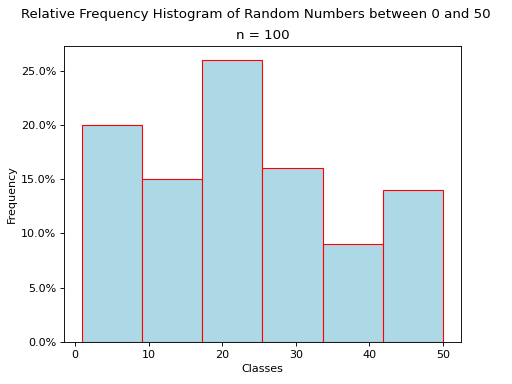 Relative Frequency Histogram of Random Numbers between 0 and 50
n = 100
25.0%
20.0%
15.0%
10.0%
5.0%
0.0%
Frequency
0 10 20 30 40 50
Classes